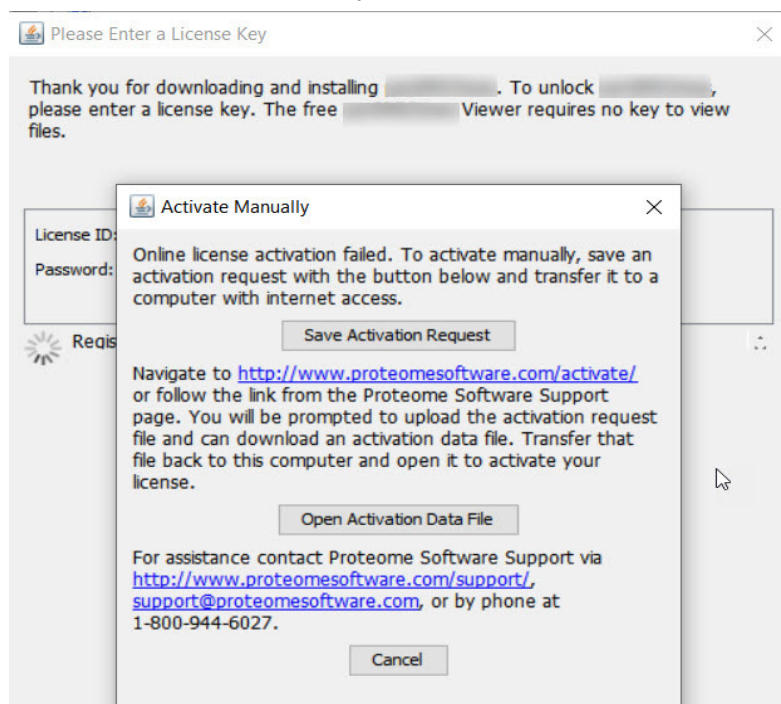 Please Enter a License Key
Thank you for downloading and installing . To unlock ,
please enter a license key. The free Viewer requires no key to view
files.
Activate Manually
License ID:
Password:
Online license activation failed. To activate manually, save an
activation request with the button below and transfer it to a
computer with internet access.
Save Activation Request
Regis
Navigate to http://www.proteomesoftware.com/activate/
or follow the link from the Proteome Software Support
page. You will be prompted to upload the activation request
file and can download an activation data file. Transfer that
file back to this computer and open it to activate your
license.
Open Activation Data File
For assistance contact Proteome Software Support via
http://www.proteomesoftware.com/support/,
support@proteomesoftware.com, or by phone at
1-800-944-6027.
Cancel